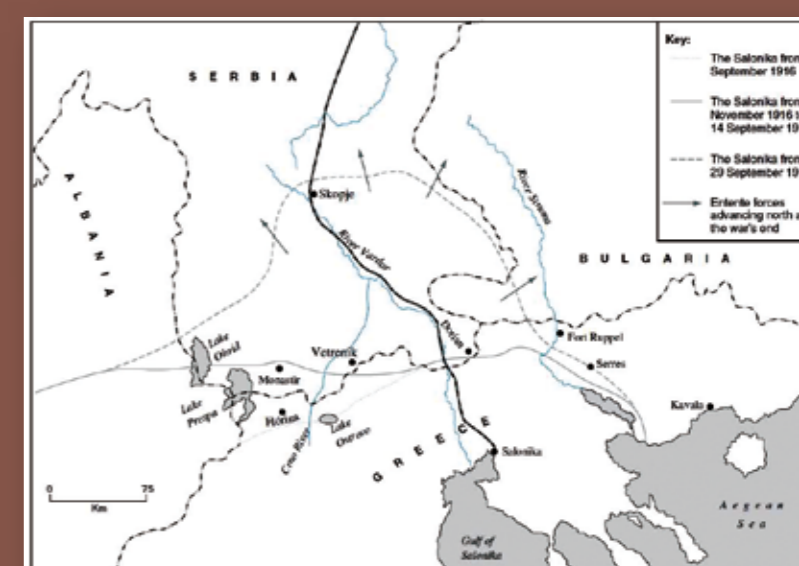 Key:
The Salonika fron
September 1916
The Salonika fron
November 1916 t
14 September 19
The Salonika fron
29 September 19
Entente forces
advancing north a
the war's end
SERBIA
ALBANIA
BULGARIA
GREECE
Skopje
River Vardar
River Struma
Doiran
Fort Ruppel
Serres
Kavala
Lake
Ohrid
Vetrenik
Monastir
Lake
Prespa
Florina
Lake
Ostrovo
Salonika
0 75
Km
Gulf of
Salonika
Aegean
Sea